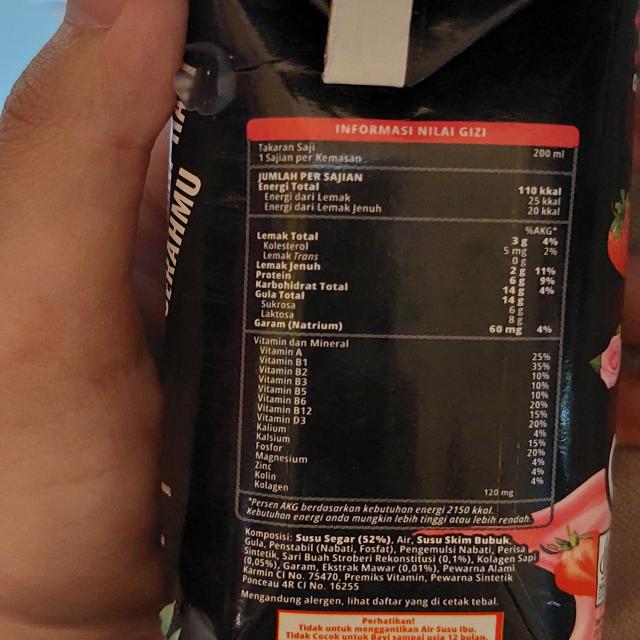 INFORMASI NILAI GIZI
Takaran Saji 200 ml
1 Sajian per Kemasan
JUMLAH PER SAJIAN
Energi Total 110 kkal
Energi dari Lemak 25 kkal
Energi dari Lemak Jenuh 20 kkal
%AKG*
Lemak Total 3 g 4%
Kolesterol 5 mg 2%
Lemak Trans 0 g
Lemak Jenuh 2 g 11%
Protein 6 g 9%
Karbohidrat Total 14 g 4%
Gula Total 14 g
Sukrosa 6 g
Laktosa 8 g
Garam (Natrium) 60 mg 4%
Vitamin dan Mineral
Vitamin A 25%
Vitamin B1 35%
Vitamin B2 10%
Vitamin B3 10%
Vitamin B5 10%
Vitamin B6 20%
Vitamin B12 15%
Vitamin D3 20%
Kalium 4%
Kalsium 15%
Fosfor 20%
Magnesium 4%
Zinc 4%
Kolin 4%
Kolagen 120 mg
*Persen AKG berdasarkan kebutuhan energi 2150 kkal.
Kebutuhan energi anda mungkin lebih tinggi atau lebih rendah.
Komposisi: Susu Segar (52%), Air, Susu Skim Bubuk,
Gula, Penstabil (Nabati, Fosfat), Pengemulsi Nabati, Perisa
Sintetik, Sari Buah Stroberi Rekonstitusi (0,1%), Kolagen Sapi
(0,05%), Garam, Ekstrak Mawar (0,01%), Pewarna Alami
Karmin CI No. 75470, Premiks Vitamin, Pewarna Sintetik
Ponceau 4R CI No. 16255
Mengandung alergen, lihat daftar yang di cetak tebal.
Perhatikan!
Tidak untuk menggantikan Air Susu Ibu.
Tidak Cocok untuk Bayi sampai usia 12 bulan.